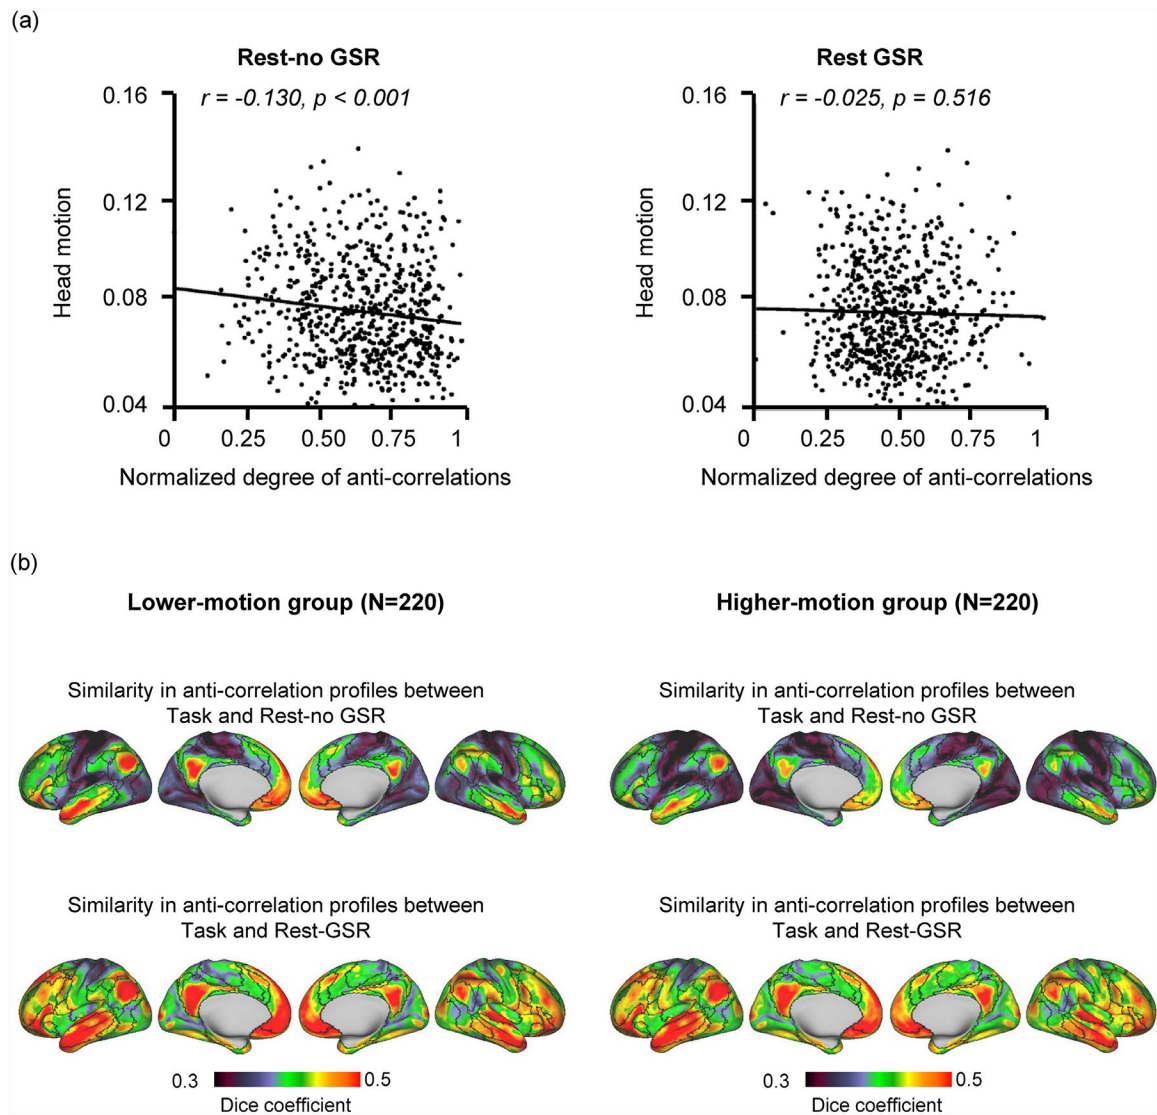 (a)
Rest-no GSR
r = -0.130, p < 0.001
0.16
0.12
0.08
0.04
Head motion
0 0.25 0.50 0.75 1
Normalized degree of anti-correlations
Rest GSR
r = -0.025, p = 0.516
0.16
0.12
0.08
0.04
Head motion
0 0.25 0.50 0.75 1
Normalized degree of anti-correlations
(b)
Lower-motion group (N=220)
Similarity in anti-correlation profiles between
Task and Rest-no GSR
Similarity in anti-correlation profiles between
Task and Rest-GSR
0.3 0.5
Dice coefficient
Higher-motion group (N=220)
Similarity in anti-correlation profiles between
Task and Rest-no GSR
Similarity in anti-correlation profiles between
Task and Rest-GSR
0.3 0.5
Dice coefficient